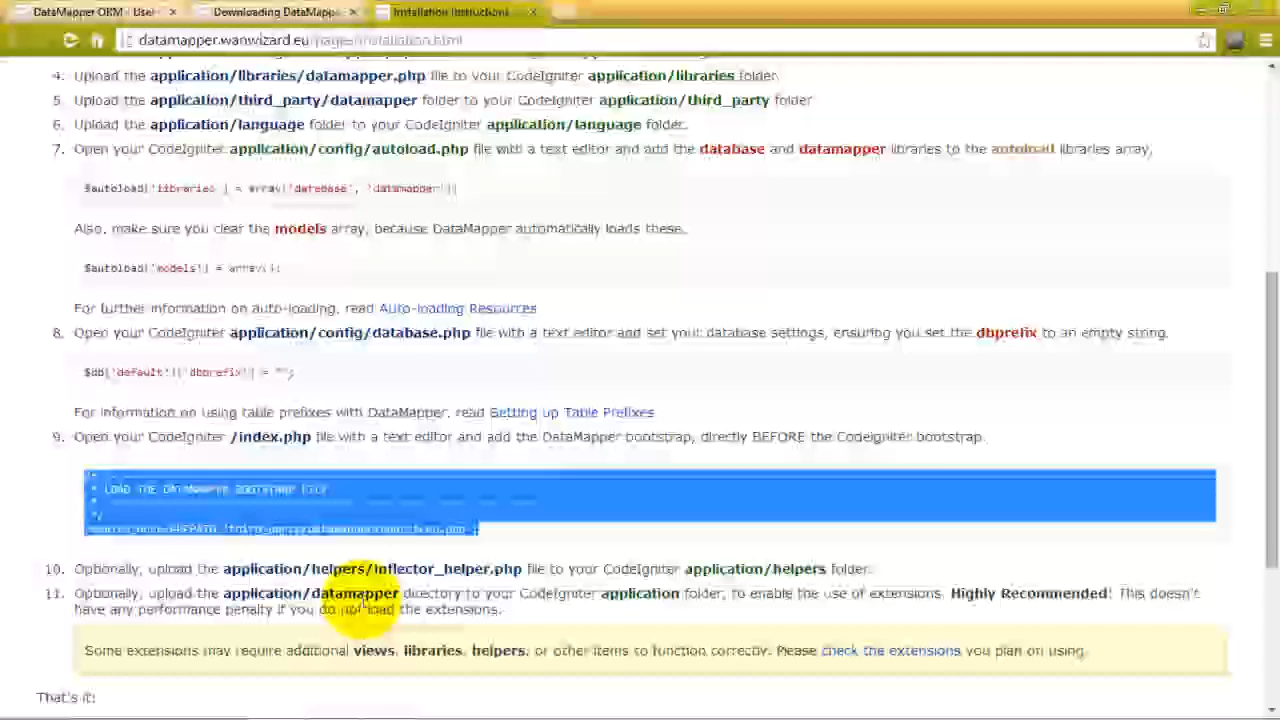 DataMapper ORM - User
Downloading DataMapp
Installation Instructions
datamapper.wanwizard.eu/pages/installation.html
4. Upload the application/libraries/datamapper.php file to your CodeIgniter application/libraries folder.
5. Upload the application/third_party/datamapper folder to your CodeIgniter application/third_party folder
6. Upload the application/language folder to your CodeIgniter application/language folder.
7. Open your CodeIgniter application/config/autoload.php file with a text editor and add the database and datamapper libraries to the autoload libraries array,
$autoload['libraries'] = array('database', 'datamapper');
Also, make sure you clear the models array, because DataMapper automatically loads these.
$autoload['models'] = array();
For further information on auto-loading, read Auto-loading Resources
8. Open your CodeIgniter application/config/database.php file with a text editor and set your database settings, ensuring you set the dbprefix to an empty string.
$db['default']['dbprefix'] = "";
For information on using table prefixes with DataMapper, read Setting up Table Prefixes
9. Open your CodeIgniter /index.php file with a text editor and add the DataMapper bootstrap, directly BEFORE the CodeIgniter bootstrap.
* LOAD THE DATAMAPPER BOOTSTRAP FILE
*/
10. Optionally, upload the application/helpers/inflector_helper.php file to your CodeIgniter application/helpers folder.
11. Optionally, upload the application/datamapper directory to your CodeIgniter application folder, to enable the use of extensions. Highly Recommended! This doesn't
have any performance penalty if you do not load the extensions.
Some extensions may require additional views, libraries, helpers, or other items to function correctly. Please check the extensions you plan on using.
That's it!